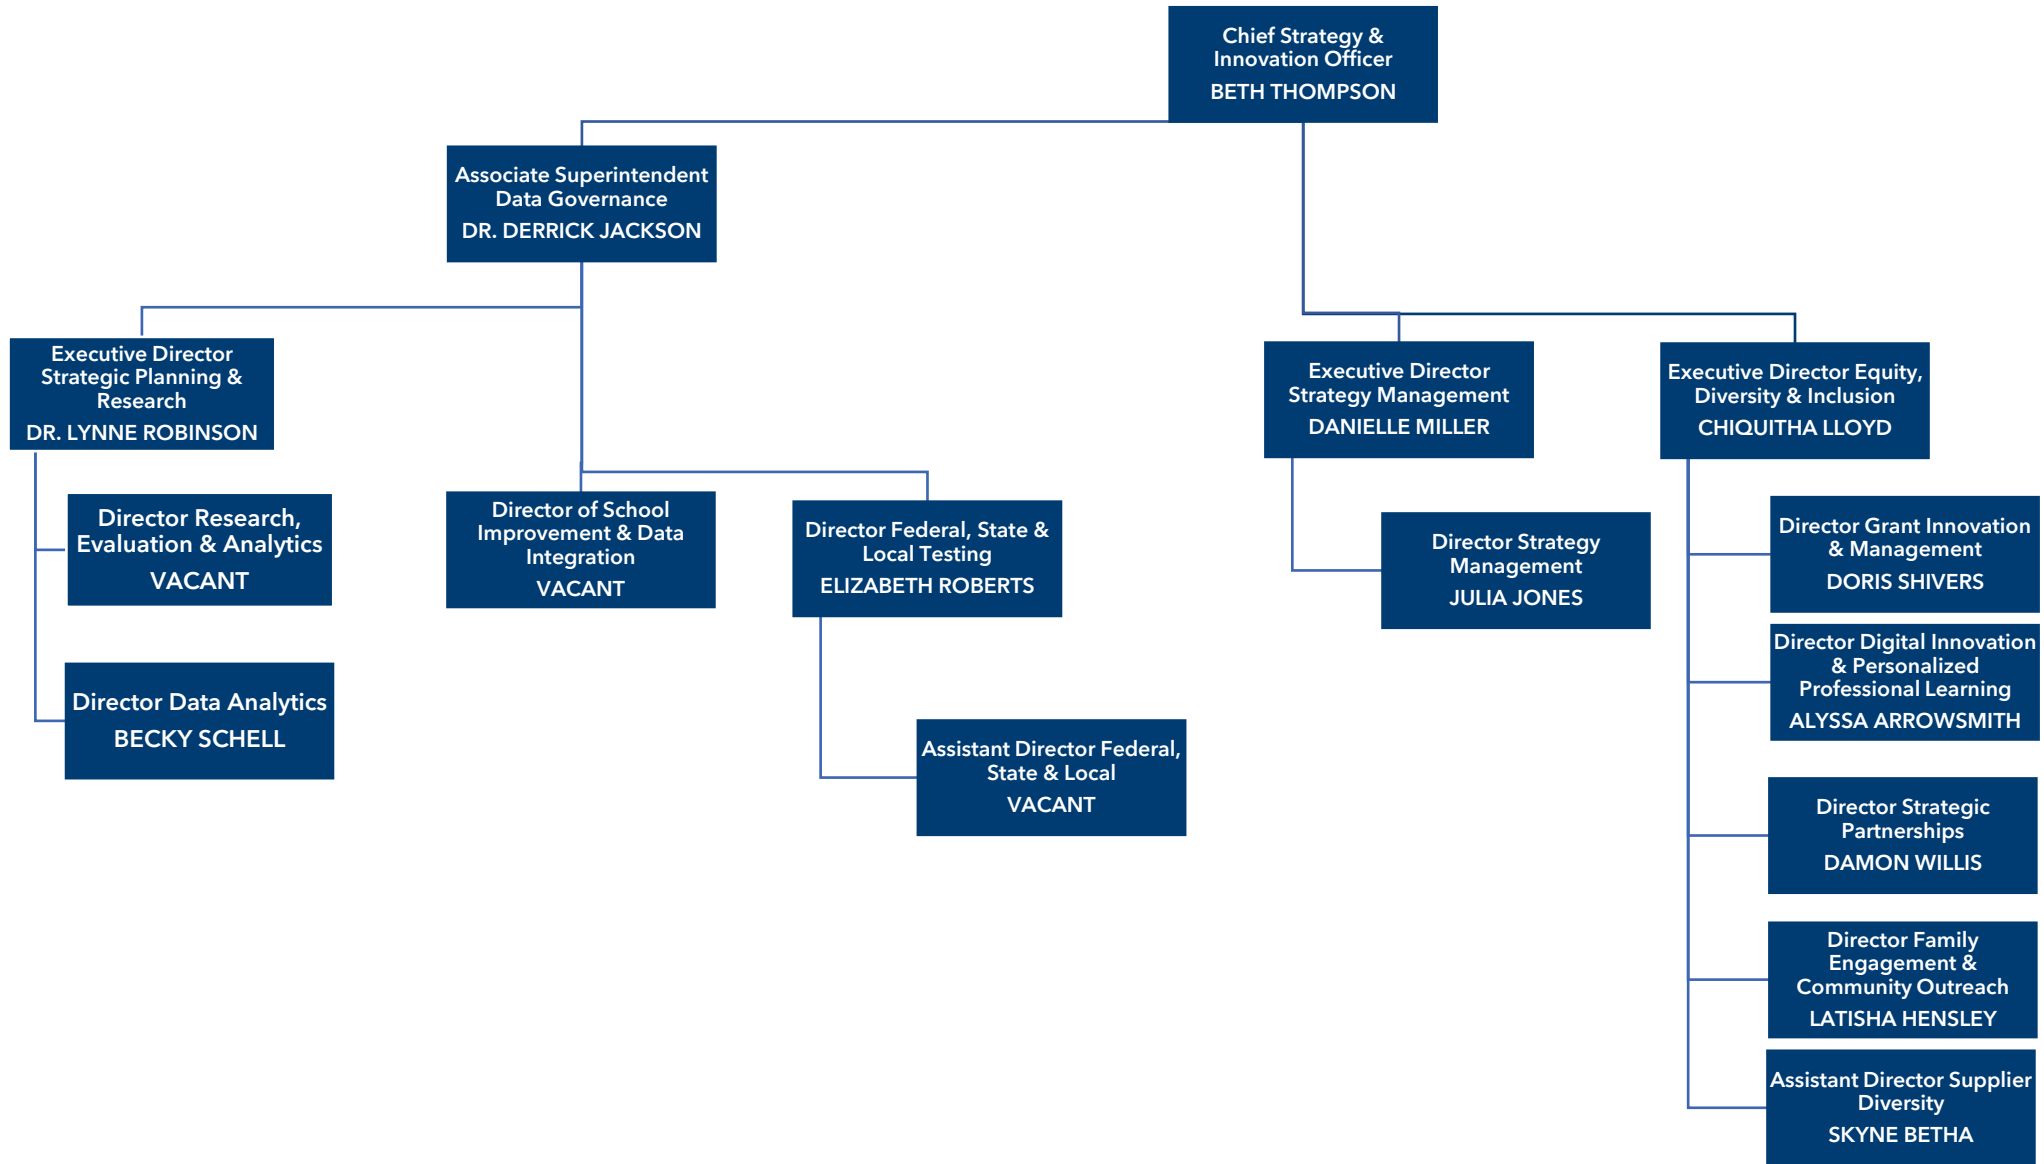 Chief Strategy &
Innovation Officer
BETH THOMPSON
Associate Superintendent
Data Governance
DR. DERRICK JACKSON
Executive Director
Strategic Planning &
Research
DR. LYNNE ROBINSON
Executive Director
Strategy Management
DANIELLE MILLER
Executive Director Equity,
Diversity & Inclusion
CHIQUITHA LLOYD
Director Research,
Evaluation & Analytics
VACANT
Director of School
Improvement & Data
Integration
VACANT
Director Federal, State &
Local Testing
ELIZABETH ROBERTS
Director Strategy
Management
JULIA JONES
Director Grant Innovation
& Management
DORIS SHIVERS
Director Digital Innovation
& Personalized
Professional Learning
ALYSSA ARROWSMITH
Director Data Analytics
BECKY SCHELL
Assistant Director Federal,
State & Local
VACANT
Director Strategic
Partnerships
DAMON WILLIS
Director Family
Engagement &
Community Outreach
LATISHA HENSLEY
Assistant Director Supplier
Diversity
SKYNE BETHA